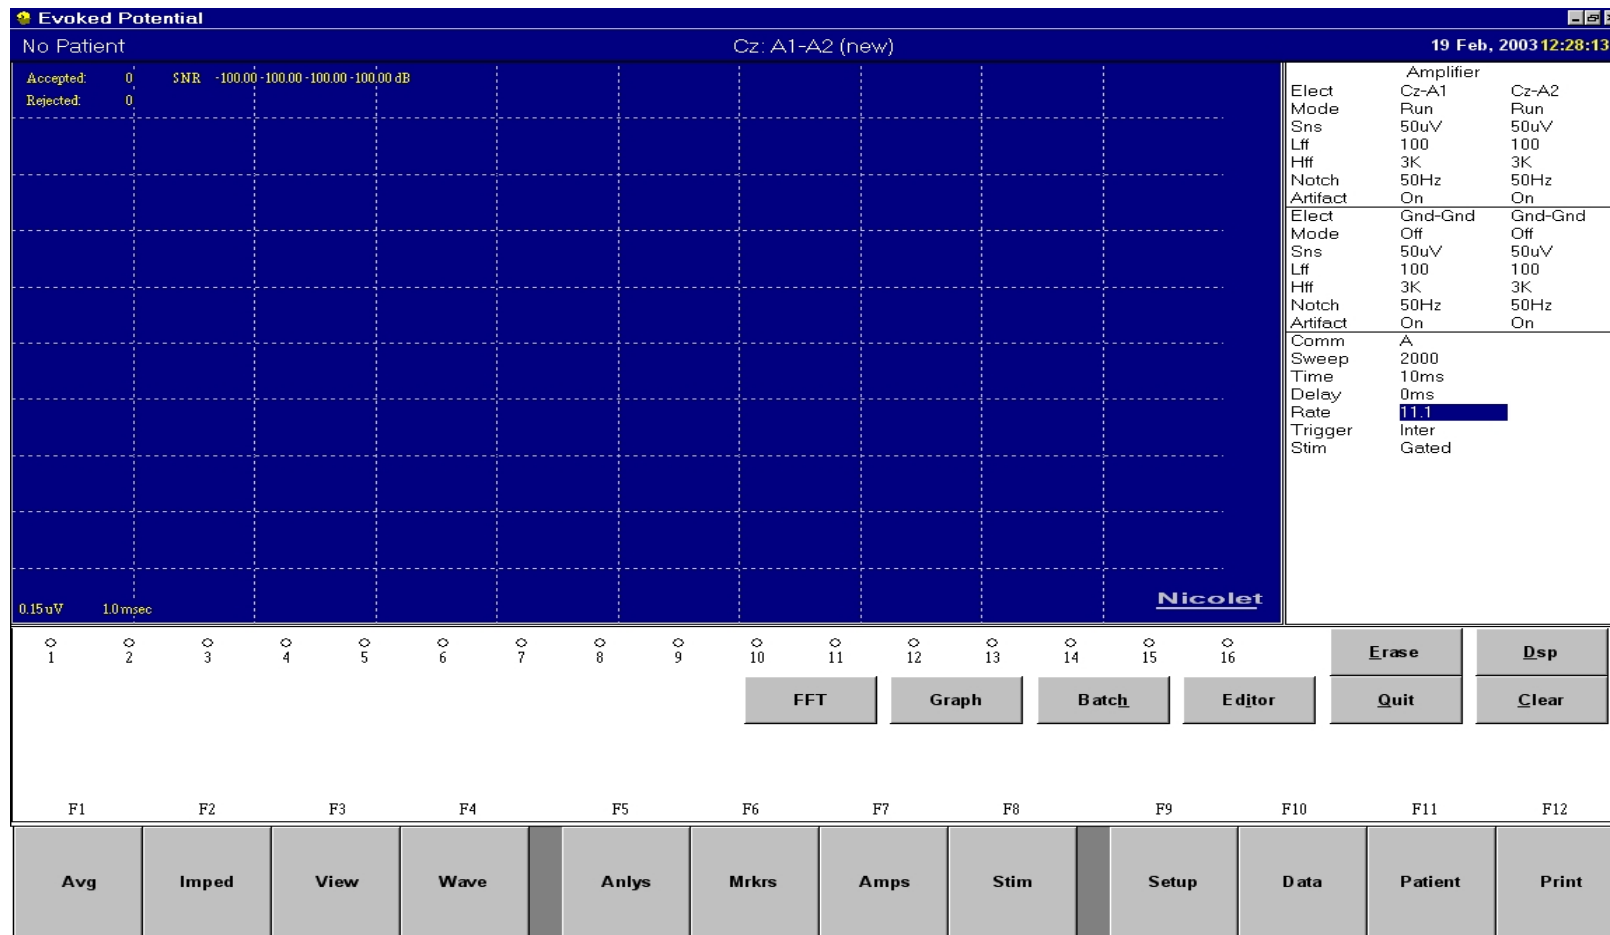 Evoked Potential
No Patient Cz: A1-A2 (new) 19 Feb, 2003 12:28:13
Accepted: 0 SNR -100.00 -100.00 -100.00 -100.00 dB
Rejected: 0
0.15 uV 1.0 msec
Nicolet
Amplifier
Elect Cz-A1 Cz-A2
Mode Run Run
Sns 50uV 50uV
Lff 100 100
Hff 3K 3K
Notch 50Hz 50Hz
Artifact On On
Elect Gnd-Gnd Gnd-Gnd
Mode Off Off
Sns 50uV 50uV
Lff 100 100
Hff 3K 3K
Notch 50Hz 50Hz
Artifact On On
Comm A
Sweep 2000
Time 10ms
Delay 0ms
Rate 11.1
Trigger Inter
Stim Gated
1 2 3 4 5 6 7 8 9 10 11 12 13 14 15 16
Erase Dsp
FFT Graph Batch Editor Quit Clear
F1 F2 F3 F4 F5 F6 F7 F8 F9 F10 F11 F12
Avg Imped View Wave Anlys Mrkrs Amps Stim Setup Data Patient Print